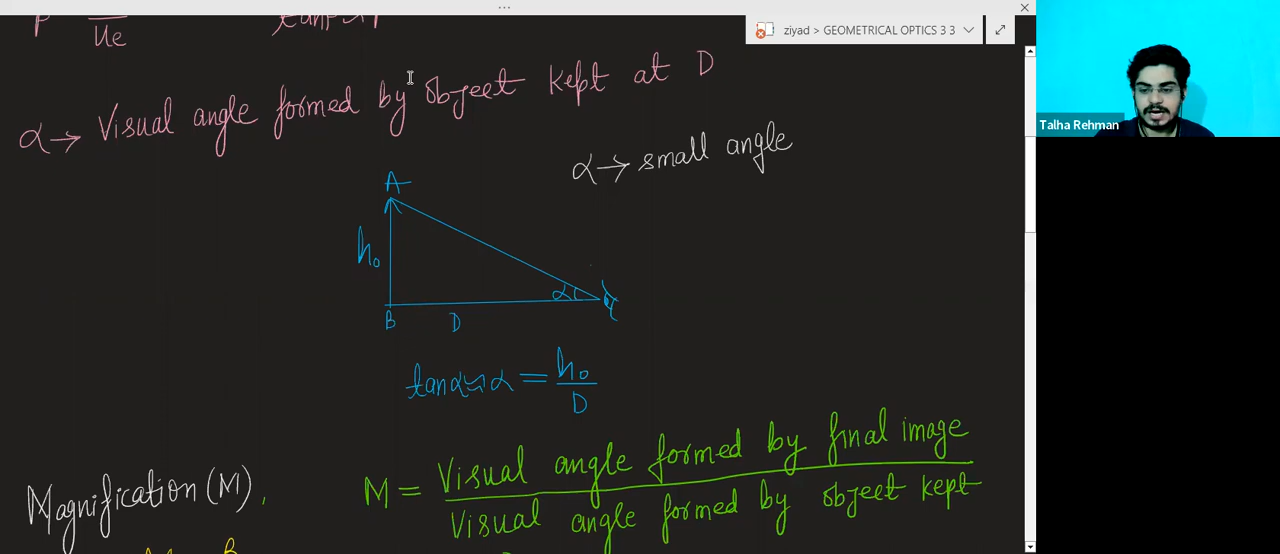 ziyad > GEOMETRICAL OPTICS 3 3
Ue
Talha Rehman
α → Visual angle formed by object kept at D
α → small angle
A
h₀
α
B
D
tanα ≈ α = h₀/D
Magnification (M).
M = Visual angle formed by final image
Visual angle formed by object kept